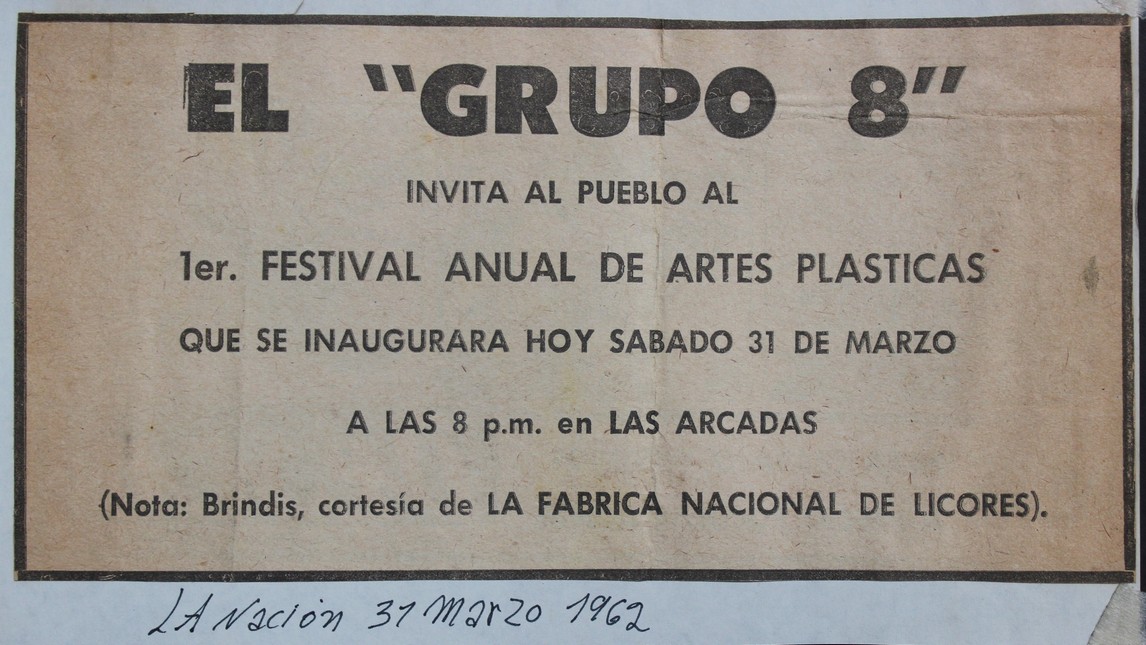 EL "GRUPO 8"
INVITA AL PUEBLO AL
1er. FESTIVAL ANUAL DE ARTES PLASTICAS
QUE SE INAUGURARA HOY SABADO 31 DE MARZO
A LAS 8 p.m. en LAS ARCADAS
(Nota: Brindis, cortesía de LA FABRICA NACIONAL DE LICORES).
LA Nación 31 Marzo 1962